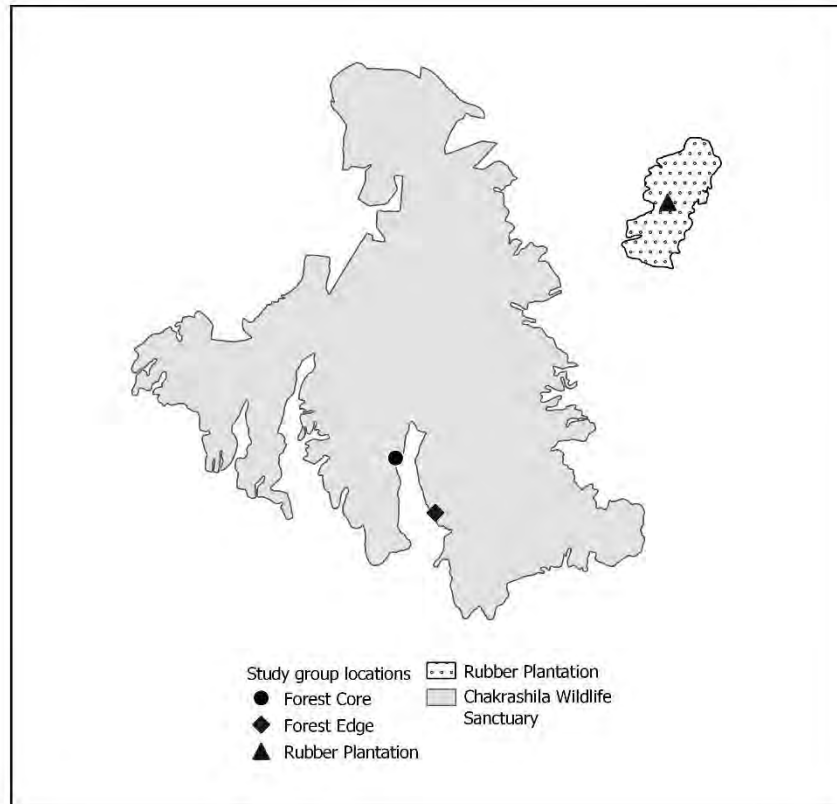 Study group locations
Forest Core
Forest Edge
Rubber Plantation
Rubber Plantation
Chakrashila Wildlife
Sanctuary